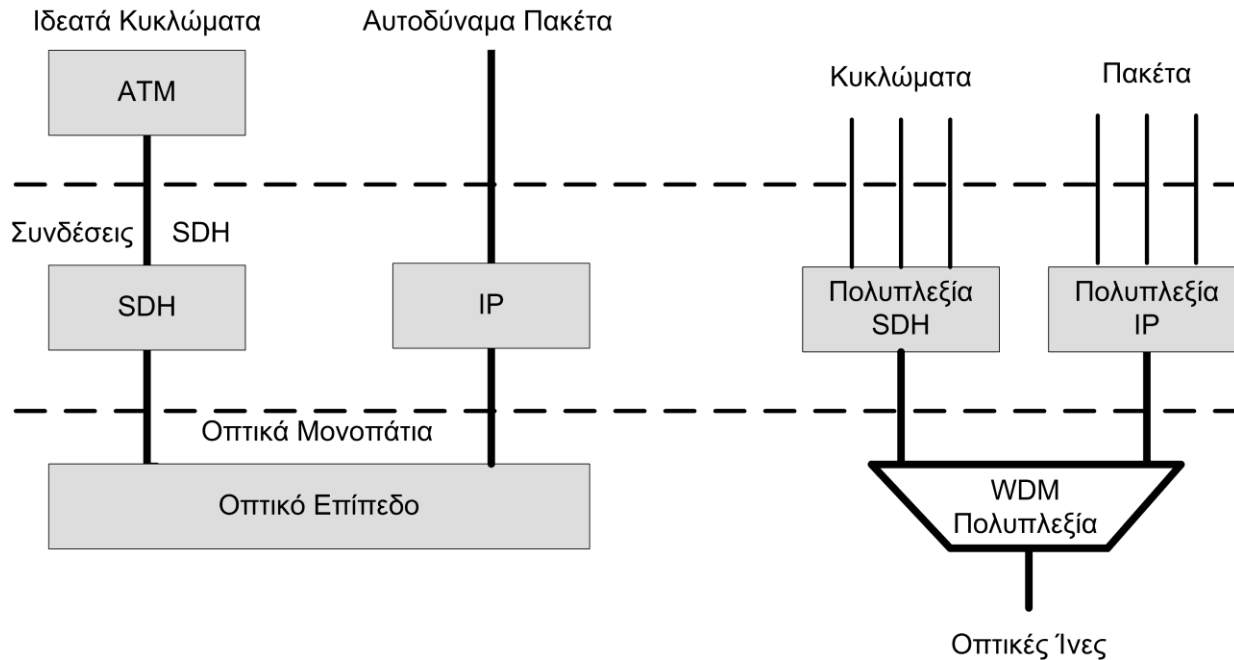 Ιδεατά Κυκλώματα
Αυτοδύναμα Πακέτα
ATM
Κυκλώματα
Πακέτα
Συνδέσεις SDH
SDH
IP
Πολυπλεξία
SDH
Πολυπλεξία
IP
Οπτικά Μονοπάτια
Οπτικό Επίπεδο
WDM
Πολυπλεξία
Οπτικές Ίνες